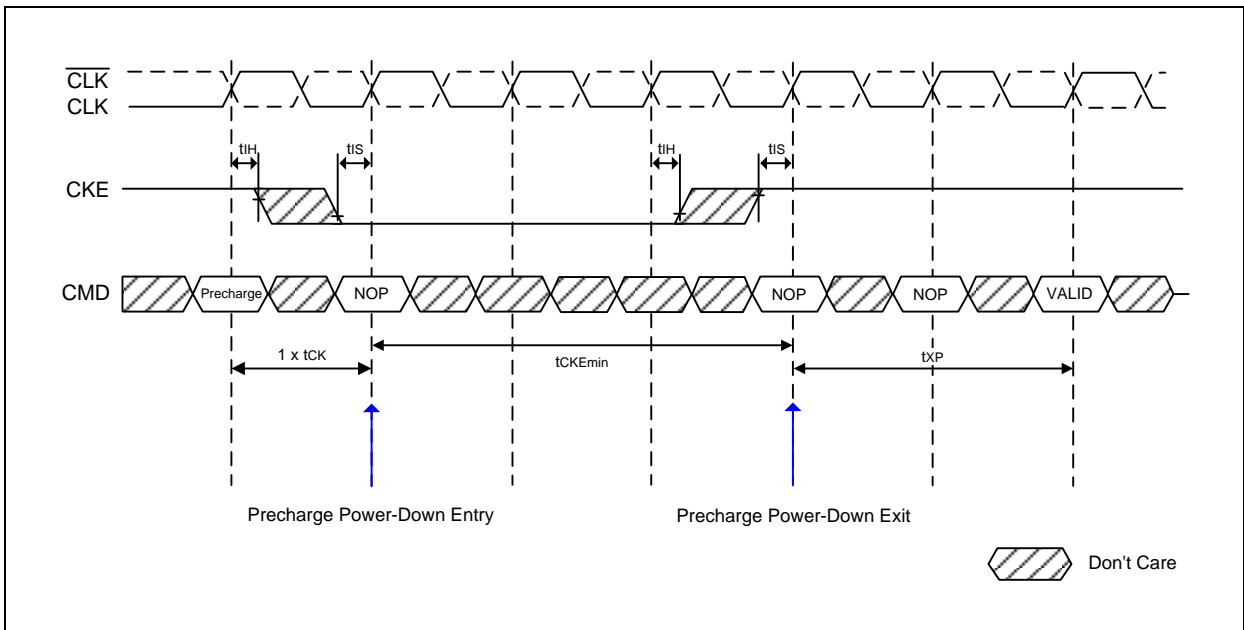 CLK
CLK
tIH
tIS
tIH
tIS
CKE
CMD
Precharge
NOP
NOP
NOP
VALID
1 x tCK
tCKEmin
tXP
Precharge Power-Down Entry
Precharge Power-Down Exit
Don't Care